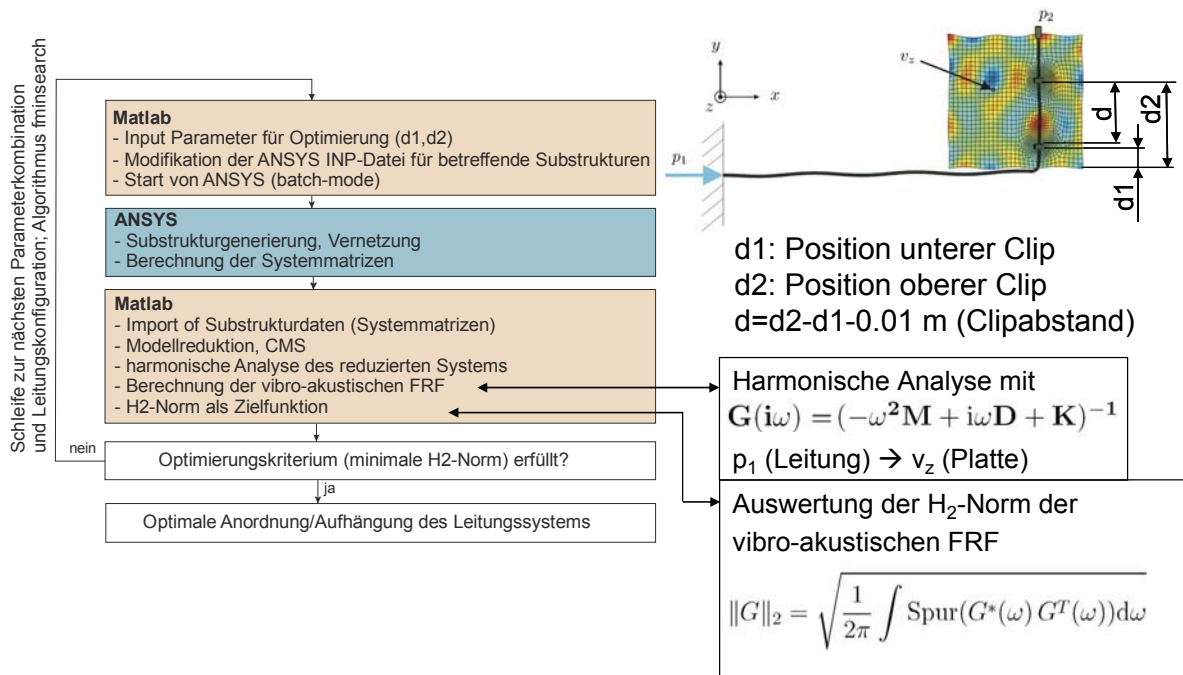 Schleife zur nächsten Parameterkombination
und Leitungskonfiguration; Algorithmus fminsearch
Matlab
- Input Parameter für Optimierung (d1,d2)
- Modifikation der ANSYS INP-Datei für betreffende Substrukturen
- Start von ANSYS (batch-mode)
ANSYS
- Substrukturgenerierung, Vernetzung
- Berechnung der Systemmatrizen
Matlab
- Import of Substrukturdaten (Systemmatrizen)
- Modellreduktion, CMS
- harmonische Analyse des reduzierten Systems
- Berechnung der vibro-akustischen FRF
- H2-Norm als Zielfunktion
nein
Optimierungskriterium (minimale H2-Norm) erfüllt?
ja
Optimale Anordnung/Aufhängung des Leitungssystems
p₂
y
v_z
z
x
d
d2
p₁
d1
d1: Position unterer Clip
d2: Position oberer Clip
d=d2-d1-0.01 m (Clipabstand)
Harmonische Analyse mit
G(iω) = (−ω²M + iωD + K)⁻¹
p₁ (Leitung) → v_z (Platte)
Auswertung der H₂-Norm der
vibro-akustischen FRF
‖G‖₂ = √(1/2π ∫ Spur(G*(ω) Gᵀ(ω))dω)